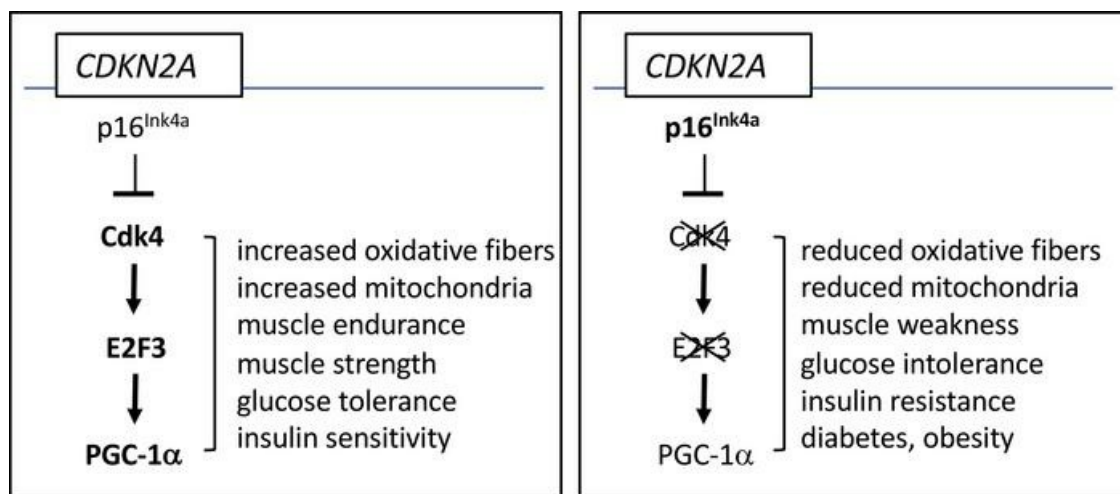 CDKN2A
p16Ink4a
Cdk4
E2F3
PGC-1α
increased oxidative fibers
increased mitochondria
muscle endurance
muscle strength
glucose tolerance
insulin sensitivity
CDKN2A
p16Ink4a
Cdk4
E2F3
PGC-1α
reduced oxidative fibers
reduced mitochondria
muscle weakness
glucose intolerance
insulin resistance
diabetes, obesity